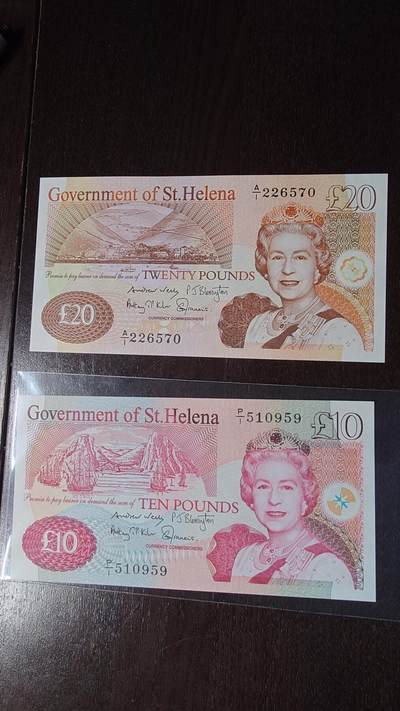 Government of St.Helena A/1 226570 £20
Promise to pay bearer on demand the sum of TWENTY POUNDS
£20
A/1 226570
CURRENCY COMMISSIONERS
Government of St.Helena P/1 510959 £10
Promise to pay bearer on demand the sum of TEN POUNDS
£10
CURRENCY COMMISSIONERS
P/1 510959